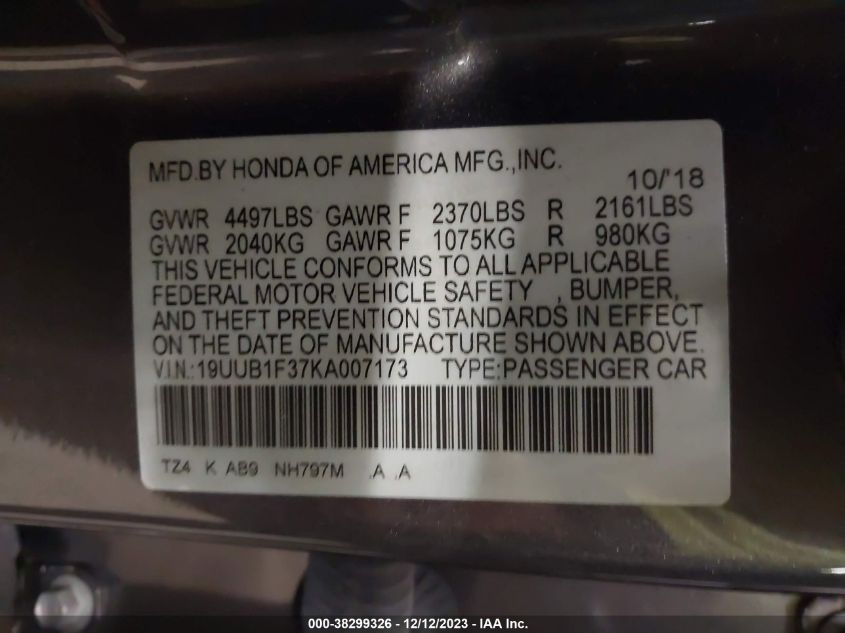 MFD.BY HONDA OF AMERICA MFG.,INC.
10/'18
GVWR 4497LBS GAWR F 2370LBS R 2161LBS
GVWR 2040KG GAWR F 1075KG R 980KG
THIS VEHICLE CONFORMS TO ALL APPLICABLE
FEDERAL MOTOR VEHICLE SAFETY , BUMPER,
AND THEFT PREVENTION STANDARDS IN EFFECT
ON THE DATE OF MANUFACTURE SHOWN ABOVE.
V.I.N.:19UUB1F37KA007173 TYPE:PASSENGER CAR
TZ4 K AB9 NH797M .A .A
000-38299326 - 12/12/2023 - IAA Inc.